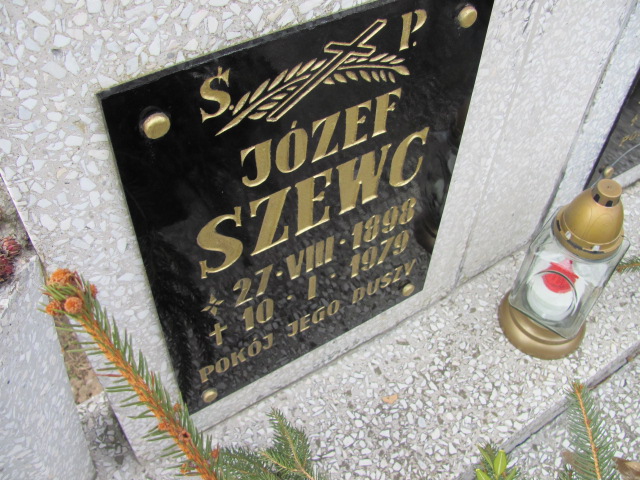 S. P.
JÓZEF
SZEWC
27·VIII·1898
10·I·1979
POKÓJ JEGO DUSZY